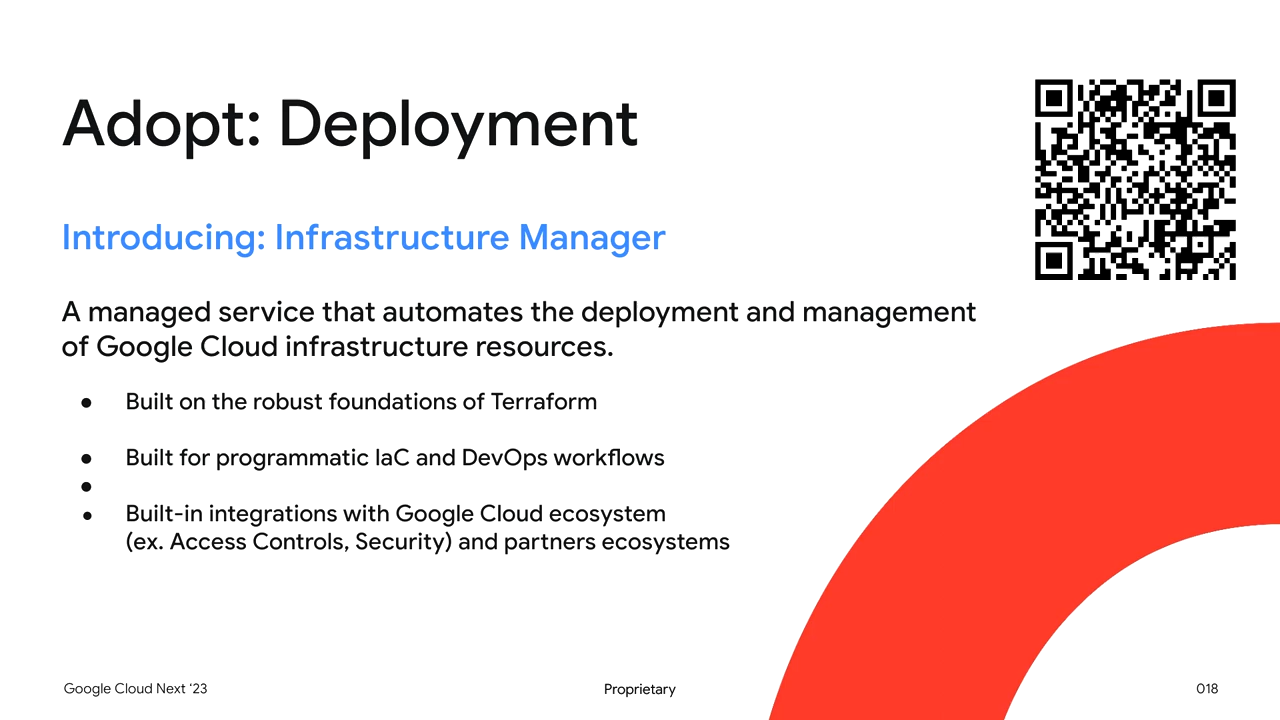 Adopt: Deployment
Introducing: Infrastructure Manager
A managed service that automates the deployment and management
of Google Cloud infrastructure resources.
● Built on the robust foundations of Terraform
● Built for programmatic IaC and DevOps workflows
●
● Built-in integrations with Google Cloud ecosystem
(ex. Access Controls, Security) and partners ecosystems
Google Cloud Next ‘23
Proprietary
018